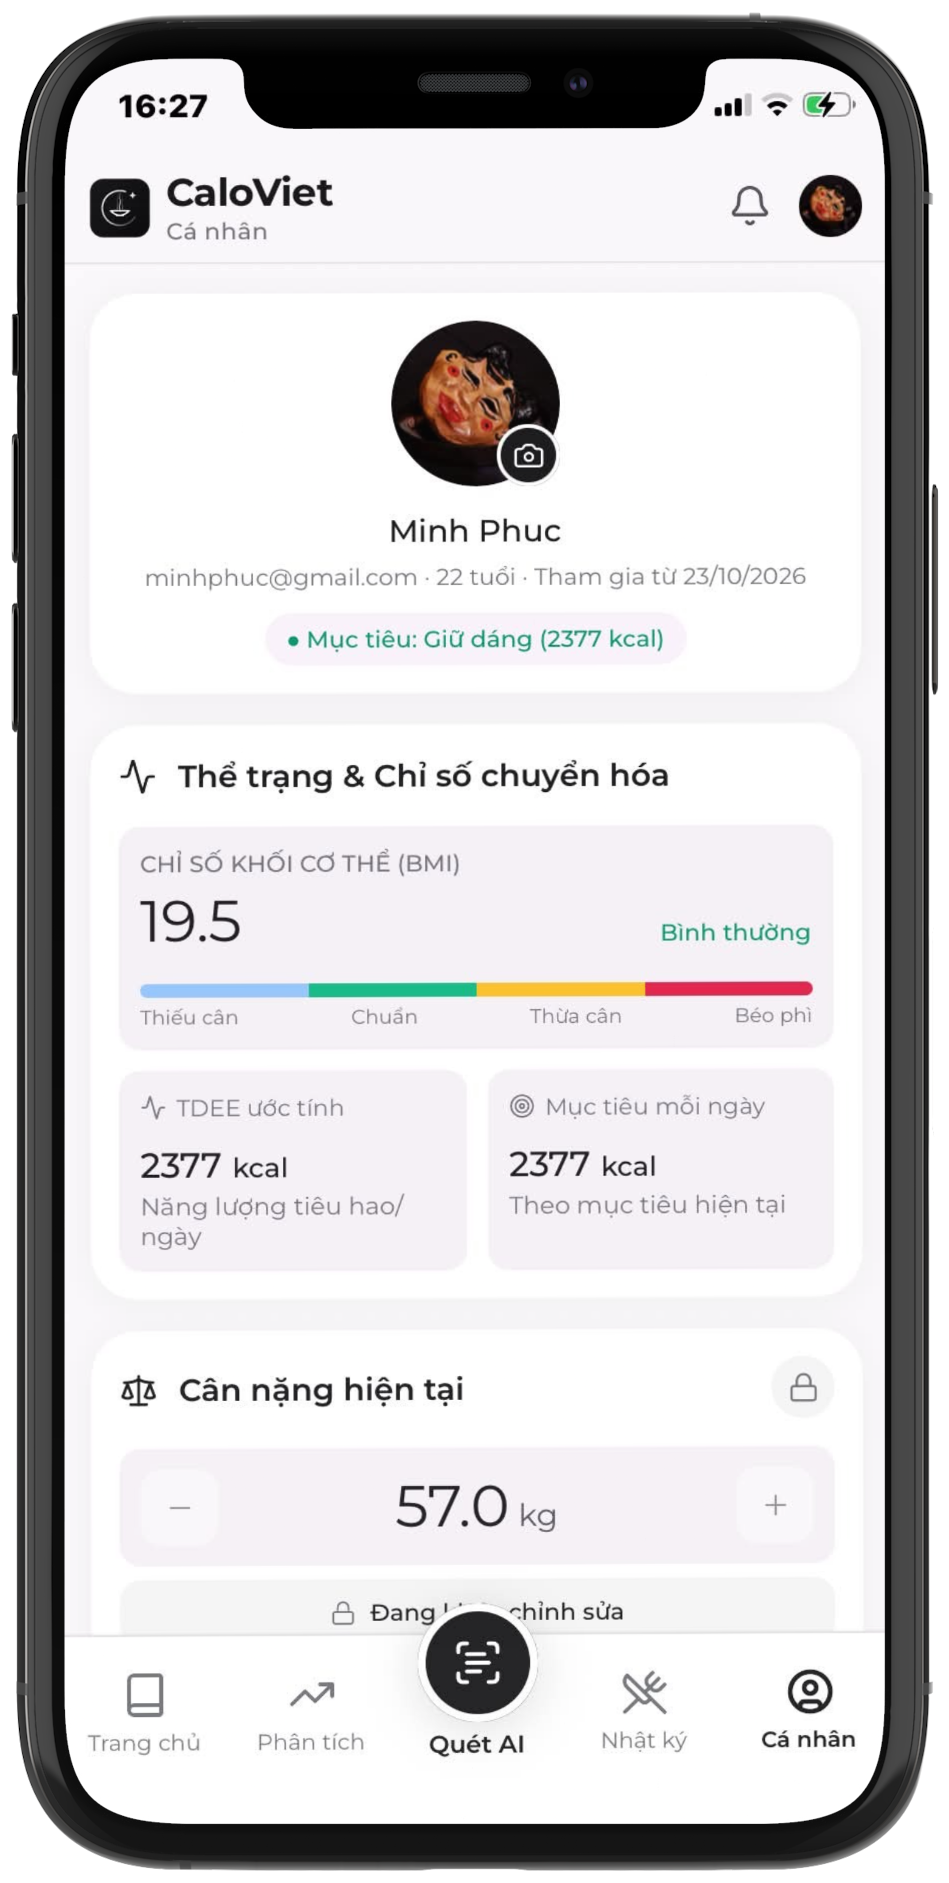 16:27
CaloViet
Cá nhân
Minh Phuc
minhphuc@gmail.com · 22 tuổi · Tham gia từ 23/10/2026
• Mục tiêu: Giữ dáng (2377 kcal)
Thể trạng & Chỉ số chuyển hóa
CHỈ SỐ KHỐI CƠ THỂ (BMI)
19.5
Bình thường
Thiếu cân
Chuẩn
Thừa cân
Béo phì
TDEE ước tính
2377 kcal
Năng lượng tiêu hao/
ngày
Mục tiêu mỗi ngày
2377 kcal
Theo mục tiêu hiện tại
Cân nặng hiện tại
− 57.0 kg +
Đang chỉnh sửa
Trang chủ
Phân tích
Quét AI
Nhật ký
Cá nhân